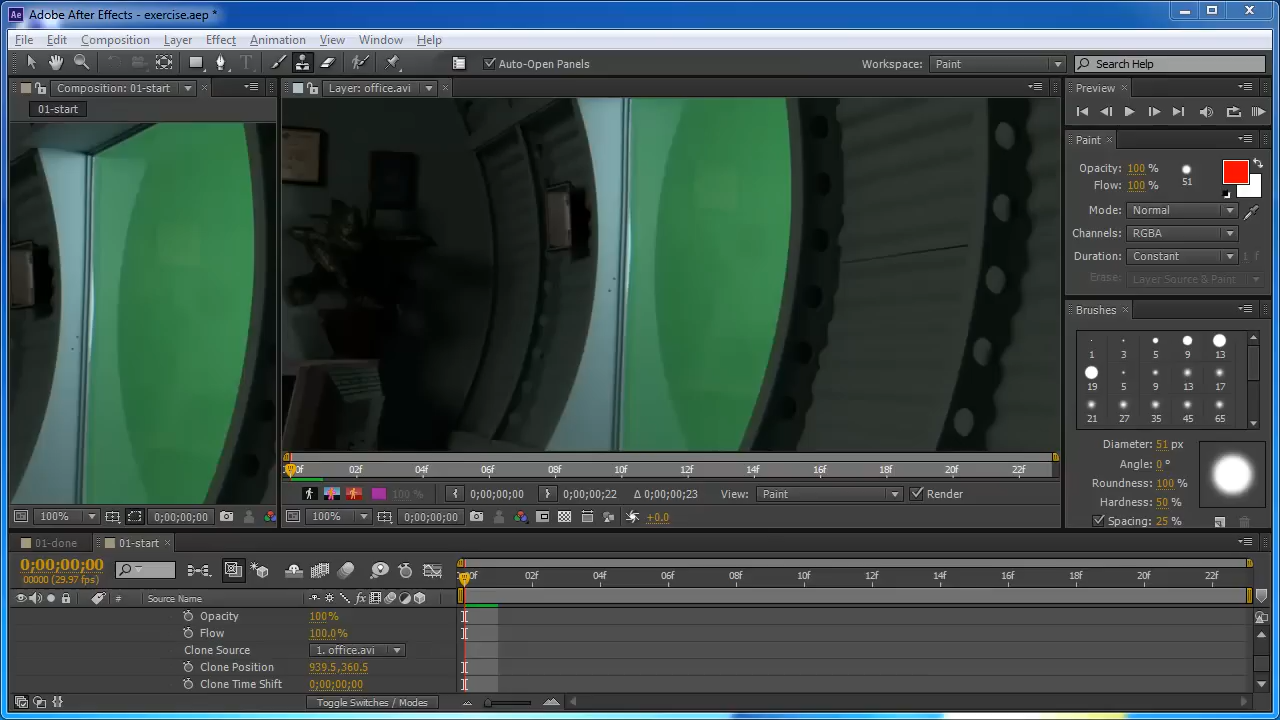 Adobe After Effects - exercise.aep *
File Edit Composition Layer Effect Animation View Window Help
Auto-Open Panels
Workspace: Paint
Search Help
Composition: 01-start
Layer: office.avi
Preview
01-start
Paint
Opacity: 100 %
Flow: 100 %
51
Mode: Normal
Channels: RGBA
Duration: Constant 1 f
Erase: Layer Source & Paint
Brushes
1 3 5 9 13
19 5 9 13 17
21 27 35 45 65
Diameter: 51 px
Angle: 0 °
Roundness: 100 %
Hardness: 50 %
Spacing: 25 %
02f 04f 06f 08f 10f 12f 14f 16f 18f 20f 22f
100 % 0;00;00;00 0;00;00;22 Δ 0;00;00;23 View: Paint Render
100% 0;00;00;00
100% 0;00;00;00 +0.0
01-done 01-start
0;00;00;00
00000 (29.97 fps)
02f 04f 06f 08f 10f 12f 14f 16f 18f 20f 22f
# Source Name fx
Opacity 100%
Flow 100.0%
Clone Source 1. office.avi
Clone Position 939.5,360.5
Clone Time Shift 0;00;00;00
Toggle Switches / Modes